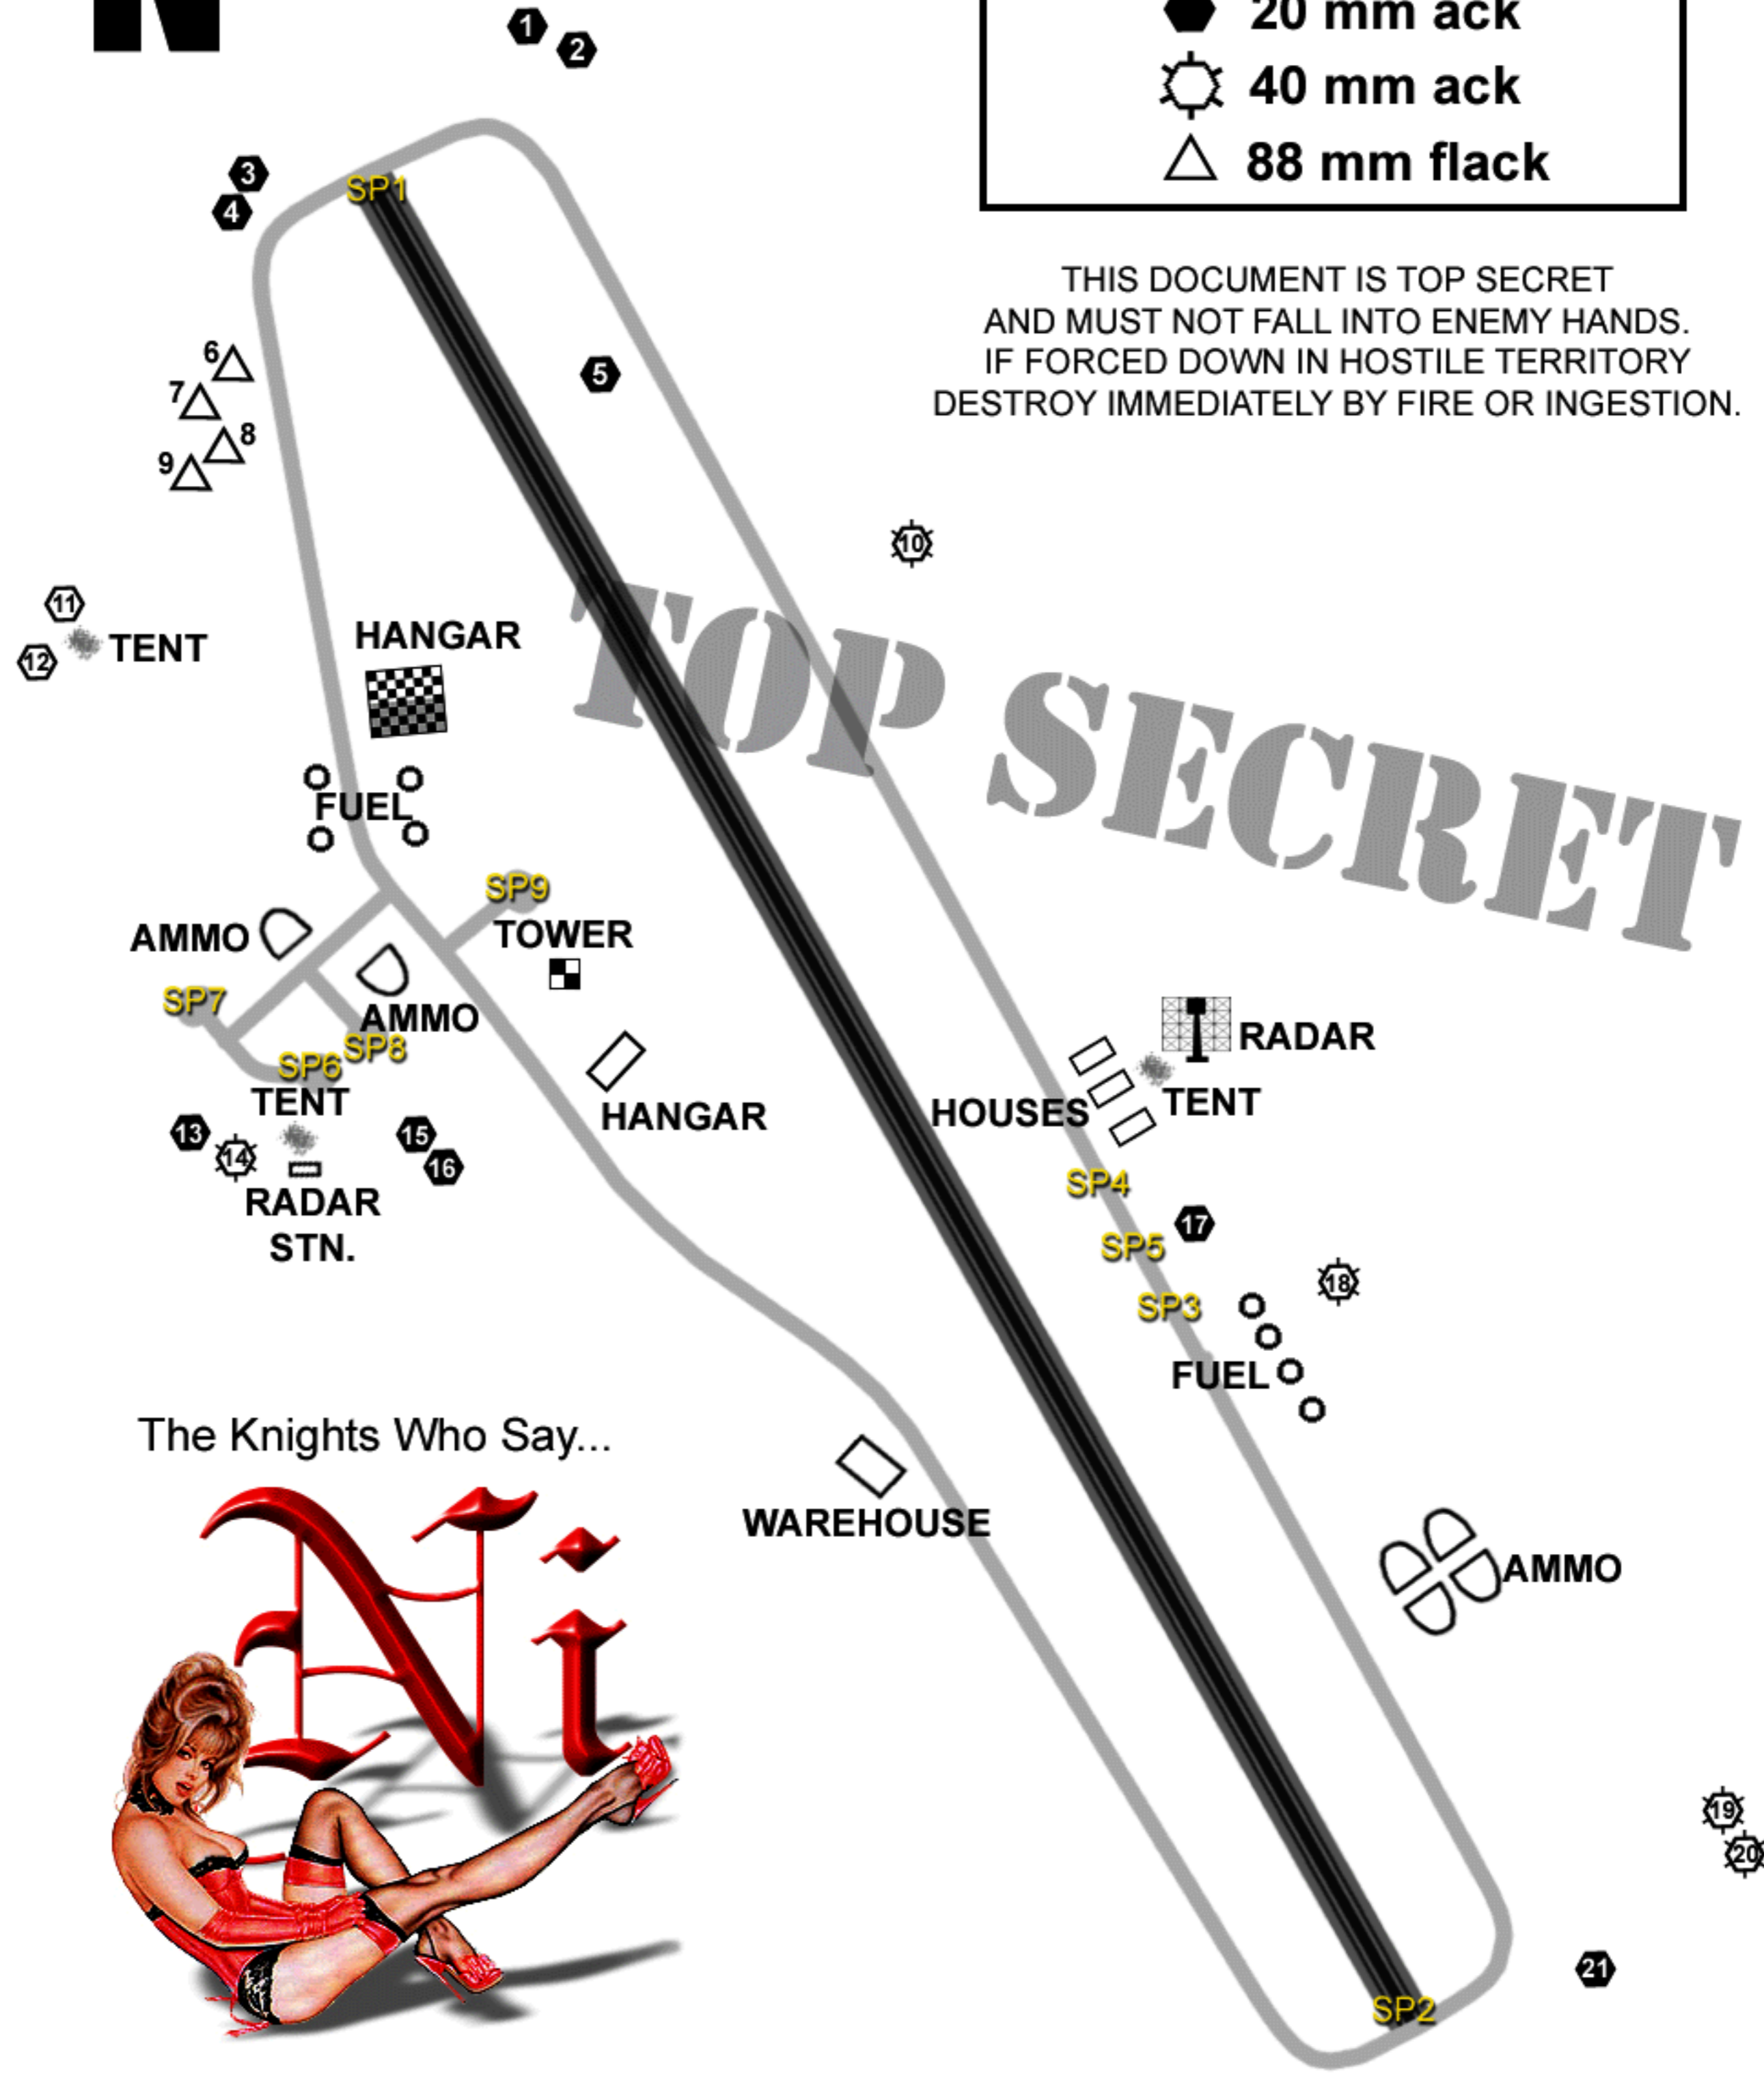 1
2
20 mm ack
40 mm ack
88 mm flack
3
4
SP1
THIS DOCUMENT IS TOP SECRET
AND MUST NOT FALL INTO ENEMY HANDS.
IF FORCED DOWN IN HOSTILE TERRITORY
DESTROY IMMEDIATELY BY FIRE OR INGESTION.
5
6
7
8
9
10
11
12
TENT
HANGAR
TOP SECRET
FUEL
SP9
TOWER
AMMO
AMMO
SP7
SP8
SP6
TENT
HANGAR
RADAR
TENT
HOUSES
13
14
15
16
RADAR
STN.
SP4
17
SP5
18
SP3
FUEL
The Knights Who Say...
Ni
WAREHOUSE
AMMO
19
20
21
SP2